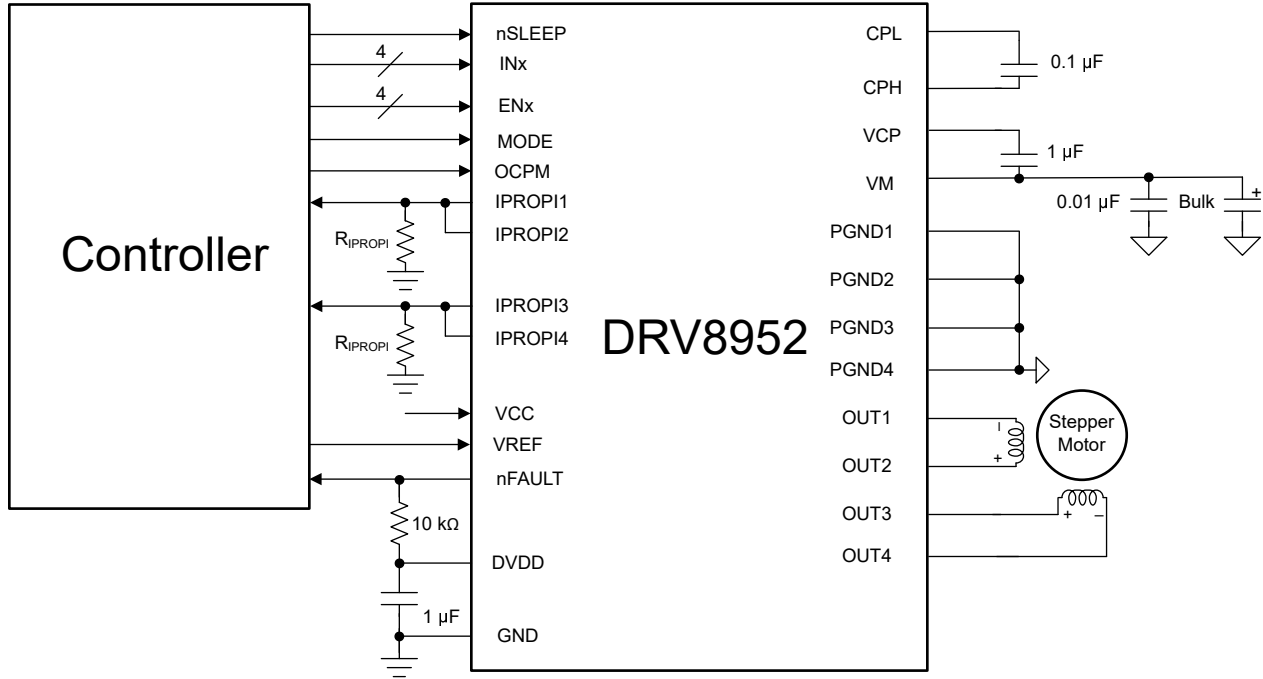 Controller
4
4
nSLEEP
INx
ENx
MODE
OCPM
IPROPI1
IPROPI2
RIPROPI
IPROPI3
IPROPI4
RIPROPI
VCC
VREF
nFAULT
10 kΩ
DVDD
1 µF
GND
DRV8952
CPL
CPH
VCP
VM
PGND1
PGND2
PGND3
PGND4
OUT1
OUT2
OUT3
OUT4
0.1 µF
1 µF
0.01 µF
Bulk
+
–
+
Stepper
Motor
+
–